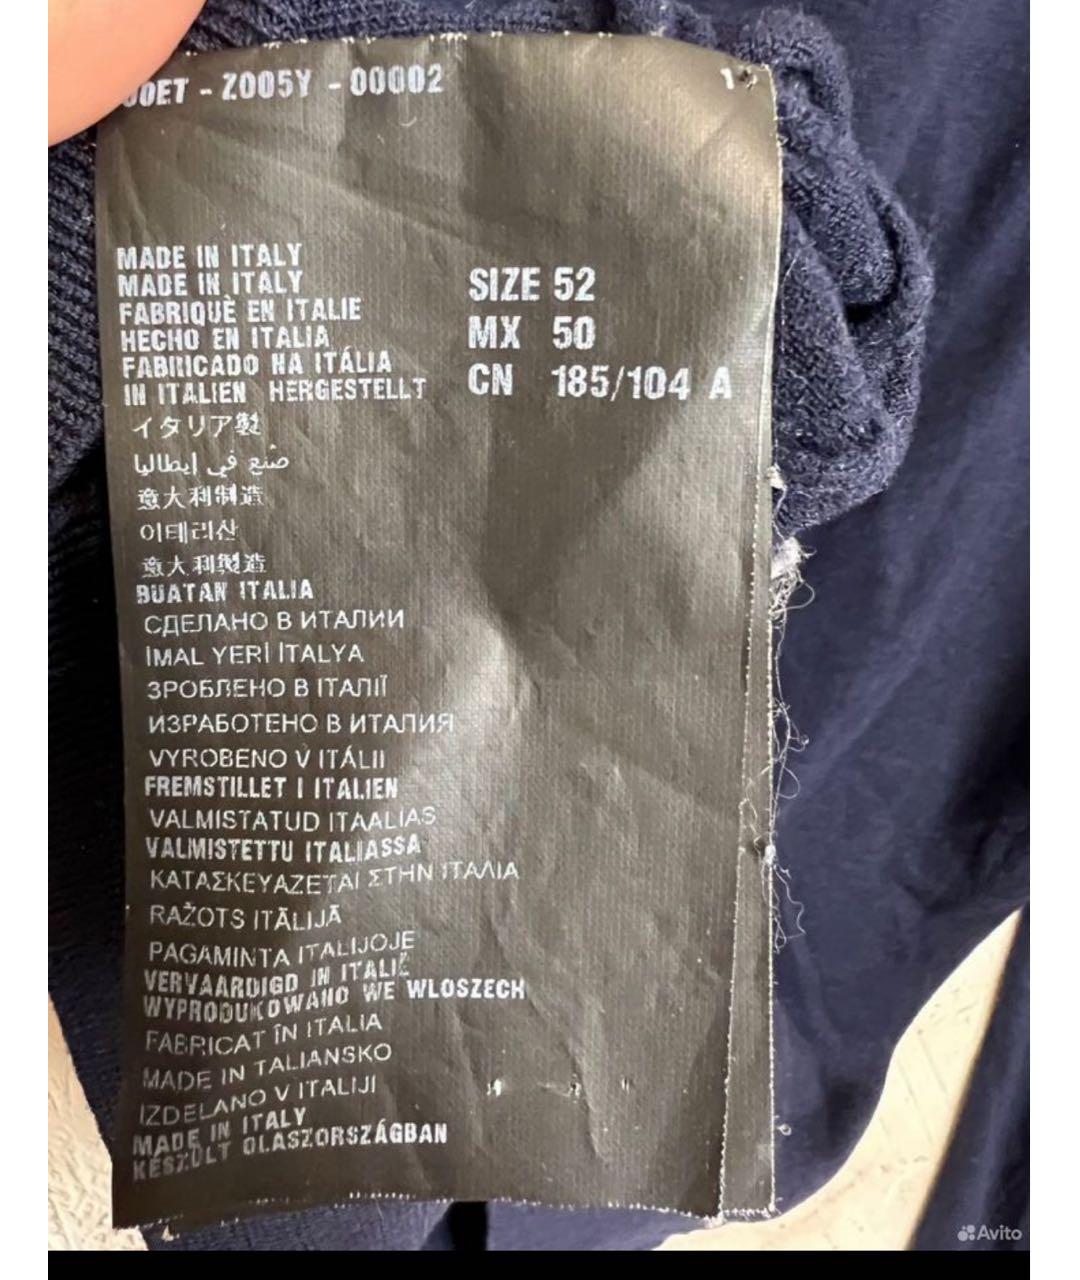 00ET - Z005Y - 00002
1
MADE IN ITALY
MADE IN ITALY
FABRIQUÈ EN ITALIE
HECHO EN ITALIA
FABRICADO NA ITÁLIA
IN ITALIEN HERGESTELLT
イタリア製
صنع في إيطاليا
意大利制造
이태리산
意大利製造
BUATAN ITALIA
СДЕЛАНО В ИТАЛИИ
İMAL YERİ İTALYA
ЗРОБЛЕНО В ІТАЛІЇ
ИЗРАБОТЕНО В ИТАЛИЯ
VYROBENO V ITÁLII
FREMSTILLET I ITALIEN
VALMISTATUD ITAALIAS
VALMISTETTU ITALIASSA
ΚΑΤΑΣΚΕΥΑΖΕΤΑΙ ΣΤΗΝ ΙΤΑΛΙΑ
RAŽOTS ITĀLIJĀ
PAGAMINTA ITALIJOJE
VERVAARDIGD IN ITALIË
WYPRODUKOWANO WE WLOSZECH
FABRICAT ÎN ITALIA
MADE IN TALIANSKO
IZDELANO V ITALIJI
MADE IN ITALY
KÉSZÜLT OLASZORSZÁGBAN
SIZE 52
MX 50
CN 185/104 A
Avito